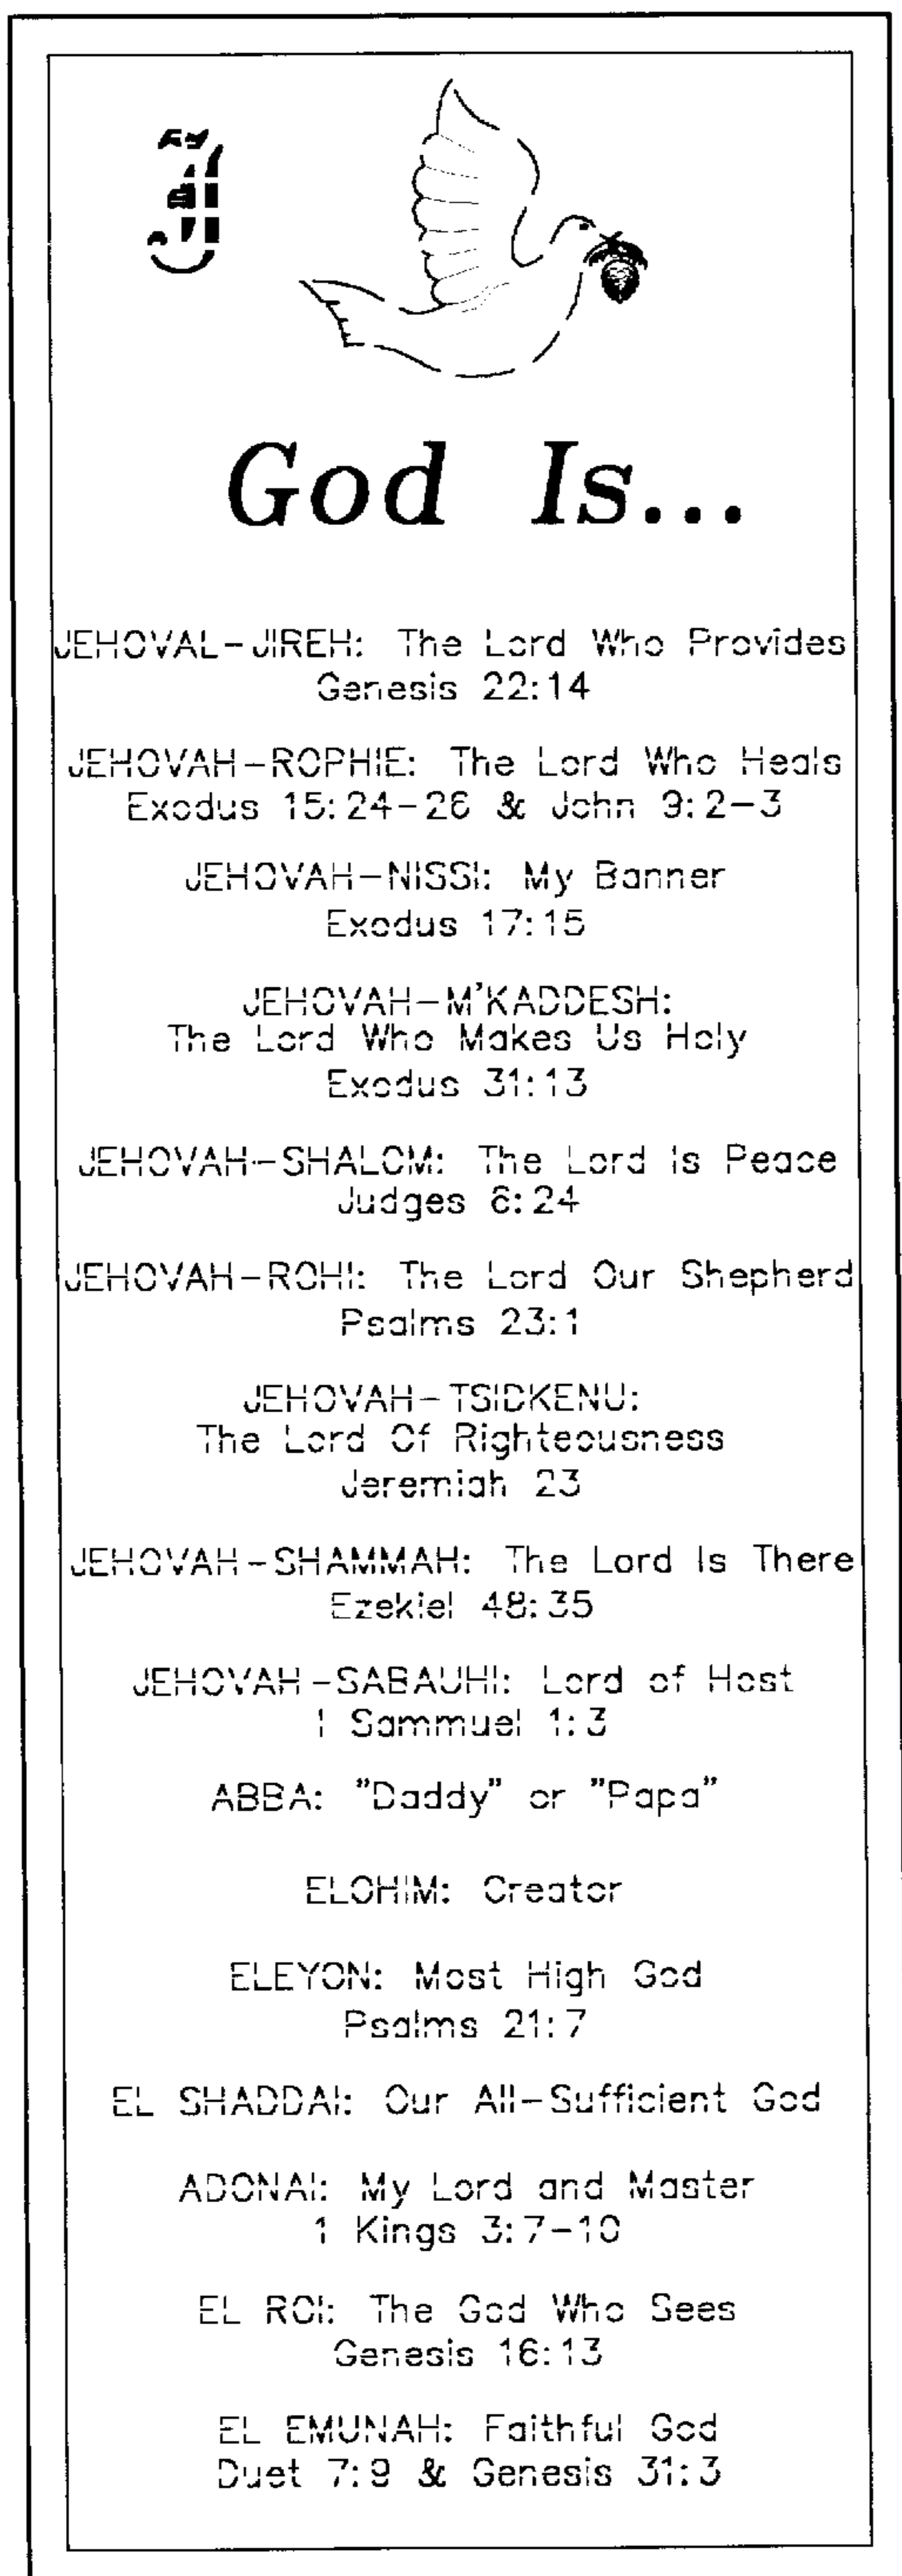 J
God Is...
JEHOVAL-JIREH: The Lord Who Provides
Genesis 22:14
JEHOVAH-ROPHIE: The Lord Who Heals
Exodus 15:24-26 & John 9:2-3
JEHOVAH-NISSI: My Banner
Exodus 17:15
JEHOVAH-M'KADDESH:
The Lord Who Makes Us Holy
Exodus 31:13
JEHOVAH-SHALOM: The Lord Is Peace
Judges 6:24
JEHOVAH-ROHI: The Lord Our Shepherd
Psalms 23:1
JEHOVAH-TSIDKENU:
The Lord Of Righteousness
Jeremiah 23
JEHOVAH-SHAMMAH: The Lord Is There
Ezekiel 48:35
JEHOVAH-SABAUHI: Lord of Host
1 Sammuel 1:3
ABBA: "Daddy" or "Papa"
ELOHIM: Creator
ELEYON: Most High God
Psalms 21:7
EL SHADDAI: Our All-Sufficient God
ADONAI: My Lord and Master
1 Kings 3:7-10
EL ROI: The God Who Sees
Genesis 16:13
EL EMUNAH: Faithful God
Duet 7:9 & Genesis 31:3